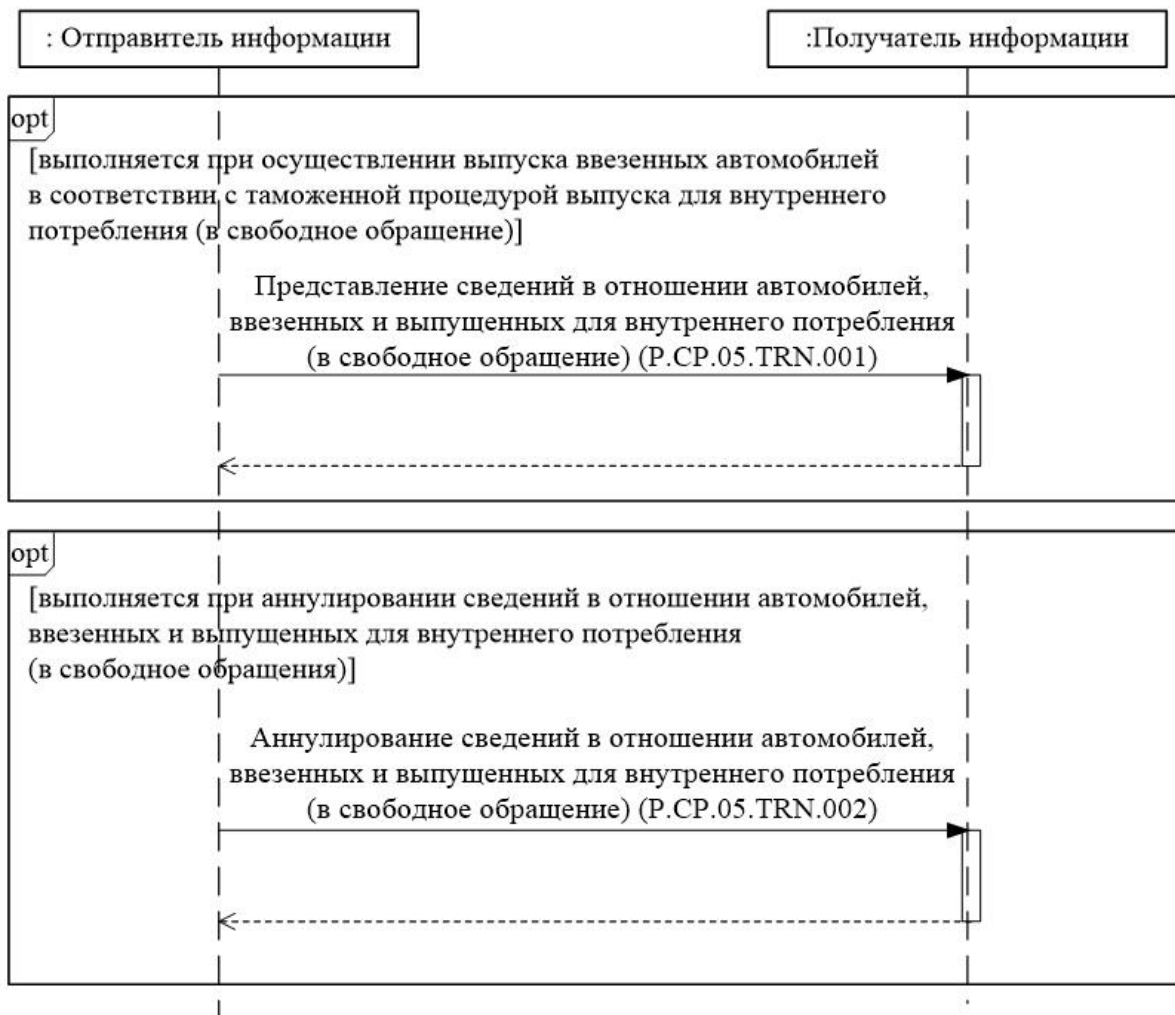 : Отправитель информации
:Получатель информации
opt
[выполняется при осуществлении выпуска ввезенных автомобилей
в соответствии с таможенной процедурой выпуска для внутреннего
потребления (в свободное обращение)]
Представление сведений в отношении автомобилей,
ввезенных и выпущенных для внутреннего потребления
(в свободное обращение) (P.CP.05.TRN.001)
opt
[выполняется при аннулировании сведений в отношении автомобилей,
ввезенных и выпущенных для внутреннего потребления
(в свободное обращения)]
Аннулирование сведений в отношении автомобилей,
ввезенных и выпущенных для внутреннего потребления
(в свободное обращение) (P.CP.05.TRN.002)